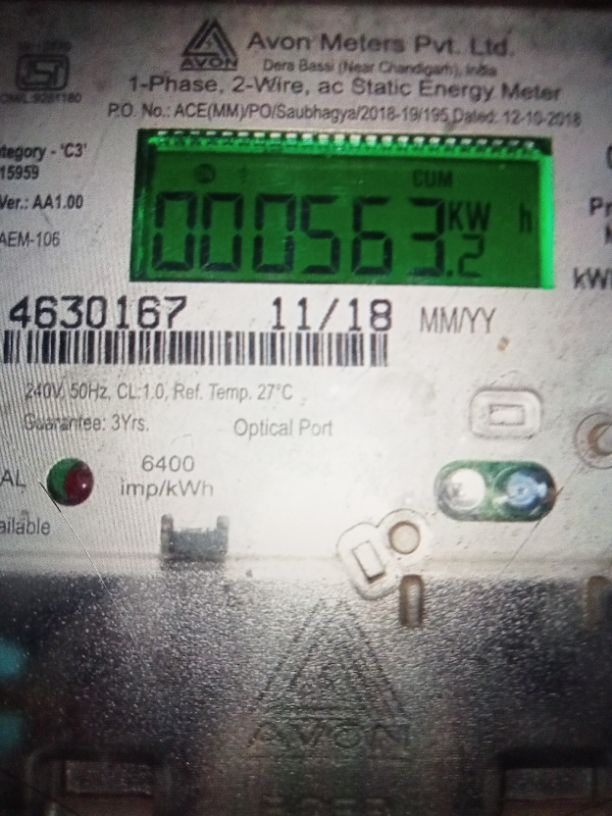 Avon Meters Pvt. Ltd.
AVON
Dera Bassi (Near Chandigarh), India
1-Phase, 2-Wire, ac Static Energy Meter
P.O. No.: ACE(MM)/PO/Saubhagya/2018-19/195, Dated: 12-10-2018
ategory - 'C3'
15959
Ver.: AA1.00
AEM-106
CUM
000563.2 KW h
Pr
kWh
4630167 11/18 MM/YY
240V, 50Hz, CL:1.0, Ref. Temp. 27°C
Guarantee: 3Yrs.
Optical Port
AL
6400
imp/kWh
ailable
AVON